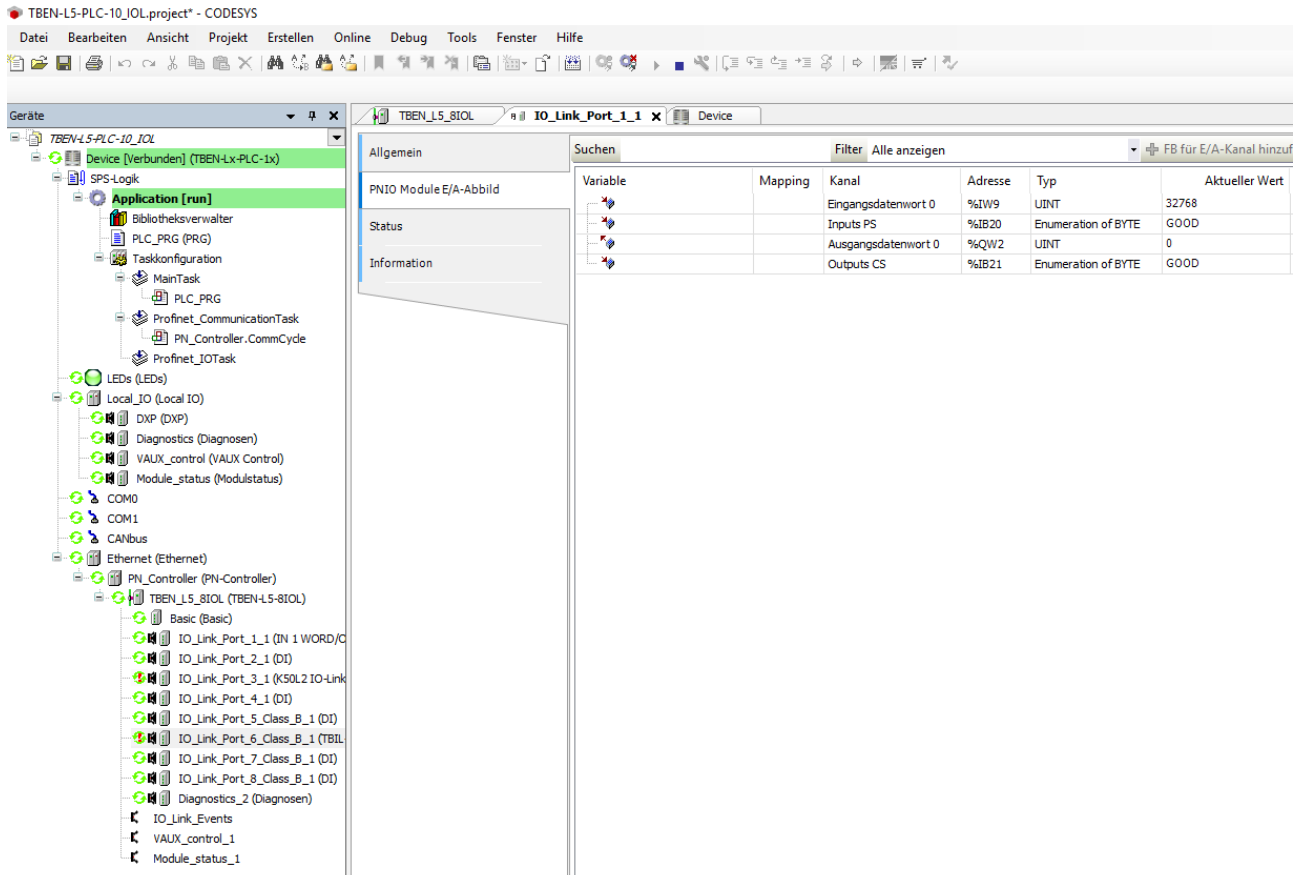 TBEN-L5-PLC-10_IOL.project* - CODESYS
Datei Bearbeiten Ansicht Projekt Erstellen Online Debug Tools Fenster Hilfe
Geräte
TBEN-L5-PLC-10_IOL
Device [Verbunden] (TBEN-Lx-PLC-1x)
SPS-Logik
Application [run]
Bibliotheksverwalter
PLC_PRG (PRG)
Taskkonfiguration
MainTask
PLC_PRG
Profinet_CommunicationTask
PN_Controller.CommCycle
Profinet_IOTask
LEDs (LEDs)
Local_IO (Local IO)
DXP (DXP)
Diagnostics (Diagnosen)
VAUX_control (VAUX Control)
Module_status (Modulstatus)
COM0
COM1
CANbus
Ethernet (Ethernet)
PN_Controller (PN-Controller)
TBEN_L5_8IOL (TBEN-L5-8IOL)
Basic (Basic)
IO_Link_Port_1_1 (IN 1 WORD/O
IO_Link_Port_2_1 (DI)
IO_Link_Port_3_1 (K50L2 IO-Link
IO_Link_Port_4_1 (DI)
IO_Link_Port_5_Class_B_1 (DI)
IO_Link_Port_6_Class_B_1 (TBIL
IO_Link_Port_7_Class_B_1 (DI)
IO_Link_Port_8_Class_B_1 (DI)
Diagnostics_2 (Diagnosen)
IO_Link_Events
VAUX_control_1
Module_status_1
TBEN_L5_8IOL IO_Link_Port_1_1 Device
Allgemein
PNIO Module E/A-Abbild
Status
Information
Suchen Filter Alle anzeigen FB für E/A-Kanal hinzuf
Variable Mapping Kanal Adresse Typ Aktueller Wert
Eingangsdatenwort 0 %IW9 UINT 32768
Inputs PS %IB20 Enumeration of BYTE GOOD
Ausgangsdatenwort 0 %QW2 UINT 0
Outputs CS %IB21 Enumeration of BYTE GOOD